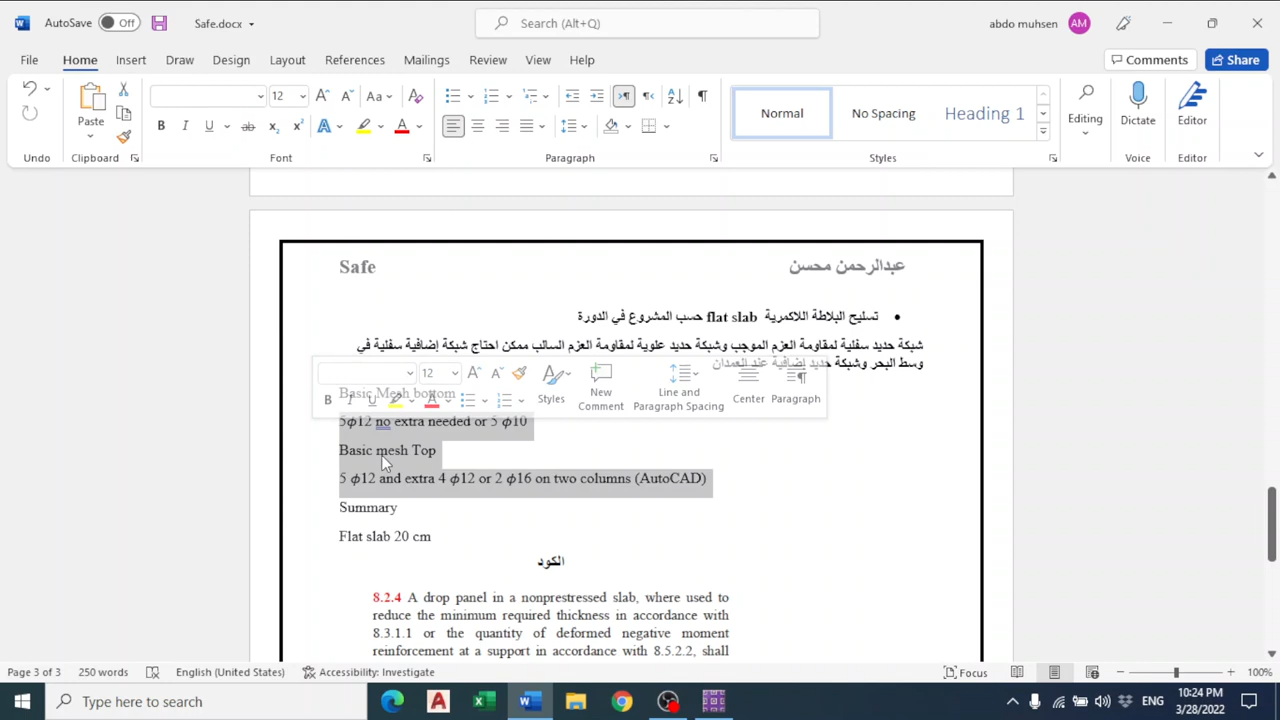 AutoSave Off Safe.docx Search (Alt+Q) abdo muhsen AM
File Home Insert Draw Design Layout References Mailings Review View Help Comments Share
12 Aa
Paste Normal No Spacing Heading 1 Editing Dictate Editor
Undo Clipboard Font Paragraph Styles Voice Editor
Safe عبدالرحمن محسن
• تسليح البلاطة اللاكمرية flat slab حسب المشروع في الدورة
شبكة حديد سفلية لمقاومة العزم الموجب وشبكة حديد علوية لمقاومة العزم السالب ممكن احتاج شبكة إضافية سفلية في
وسط البحر وشبكة حديد إضافية عند العمدان
12
Styles New Comment Line and Paragraph Spacing Center Paragraph
Basic Mesh bottom
5ϕ12 no extra needed or 5 ϕ10
Basic mesh Top
5 ϕ12 and extra 4 ϕ12 or 2 ϕ16 on two columns (AutoCAD)
Summary
Flat slab 20 cm
الكود
8.2.4 A drop panel in a nonprestressed slab, where used to
reduce the minimum required thickness in accordance with
8.3.1.1 or the quantity of deformed negative moment
reinforcement at a support in accordance with 8.5.2.2, shall
Page 3 of 3 250 words English (United States) Accessibility: Investigate Focus 100%
Type here to search ENG 10:24 PM
3/28/2022